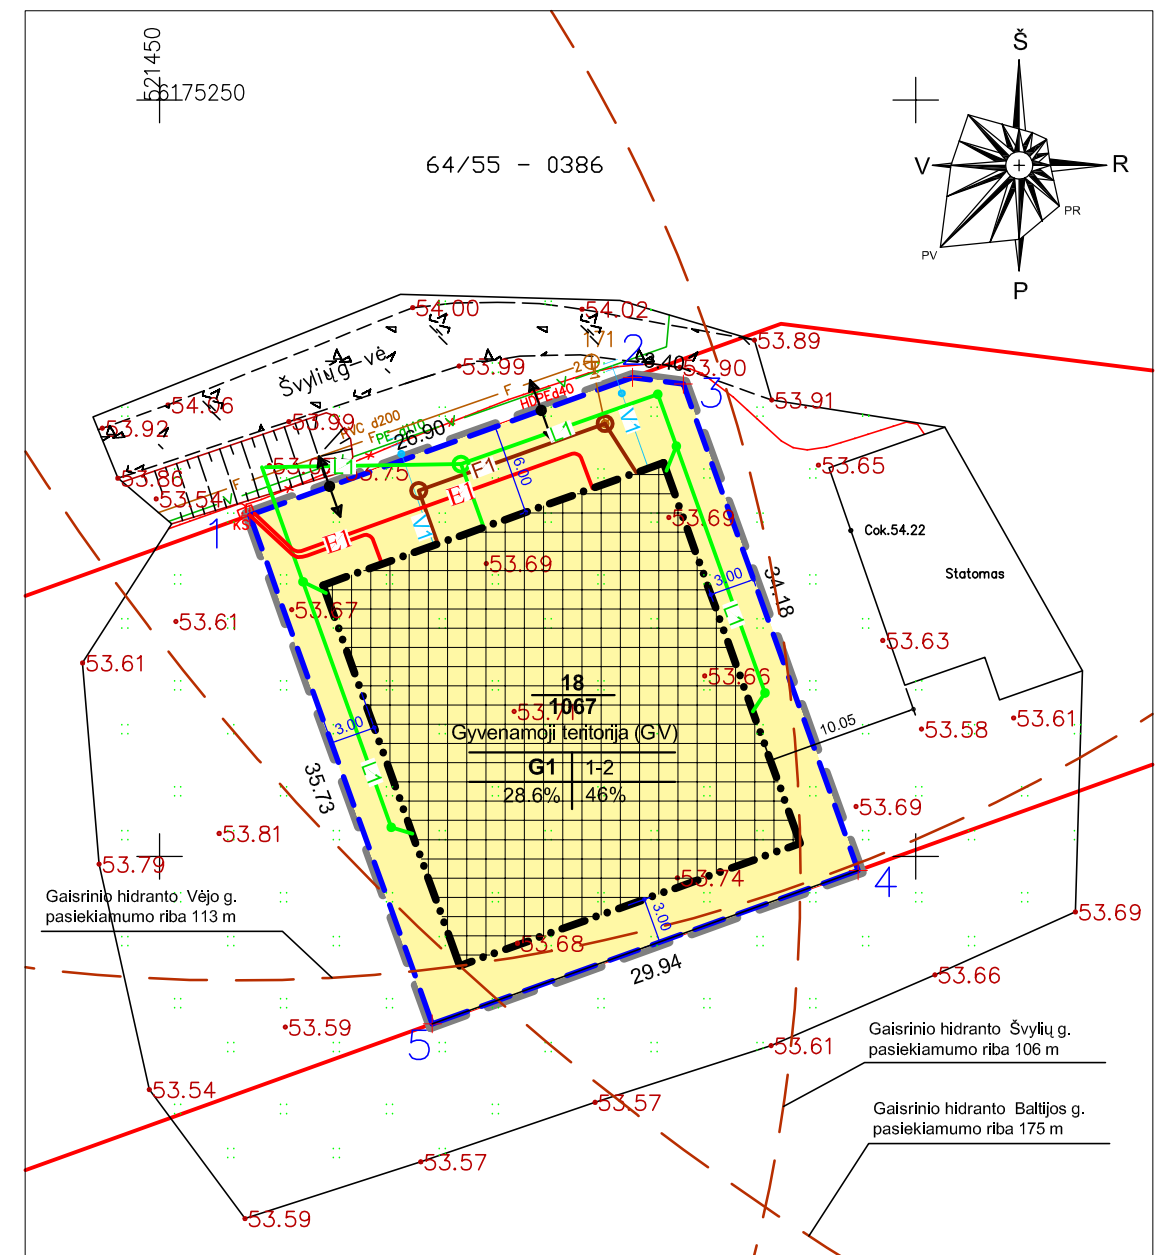 521450
6175250
Š
V
R
PR
PV
P
64/55 - 0386
54.00
54.02
171
53.89
Švylių g-vė
53.99
2
53.90
3
53.91
54.06
53.92
53.99
HDPEd40
F
PVC d200
PE d110
26.90
V1
L1
53.65
53.86
53.54
6.00
F1
E1
KS
1
E1
V1
53.69
Cok.54.22
53.69
Statomas
3.00
34.18
53.67
53.61
L1
53.63
53.61
53.66
18
1067
53.71
53.61
Gyvenamoji teritorija (GV)
3.00
10.05
53.58
G1
1-2
28.6%
46%
L1
35.73
53.69
53.81
53.79
53.74
4
Gaisrinio hidranto Vėjo g.
pasiekiamumo riba 113 m
3.00
53.69
53.68
29.94
53.66
53.59
5
Gaisrinio hidranto Švylių g.
pasiekiamumo riba 106 m
53.61
53.54
53.57
Gaisrinio hidranto Baltijos g.
pasiekiamumo riba 175 m
53.57
53.59